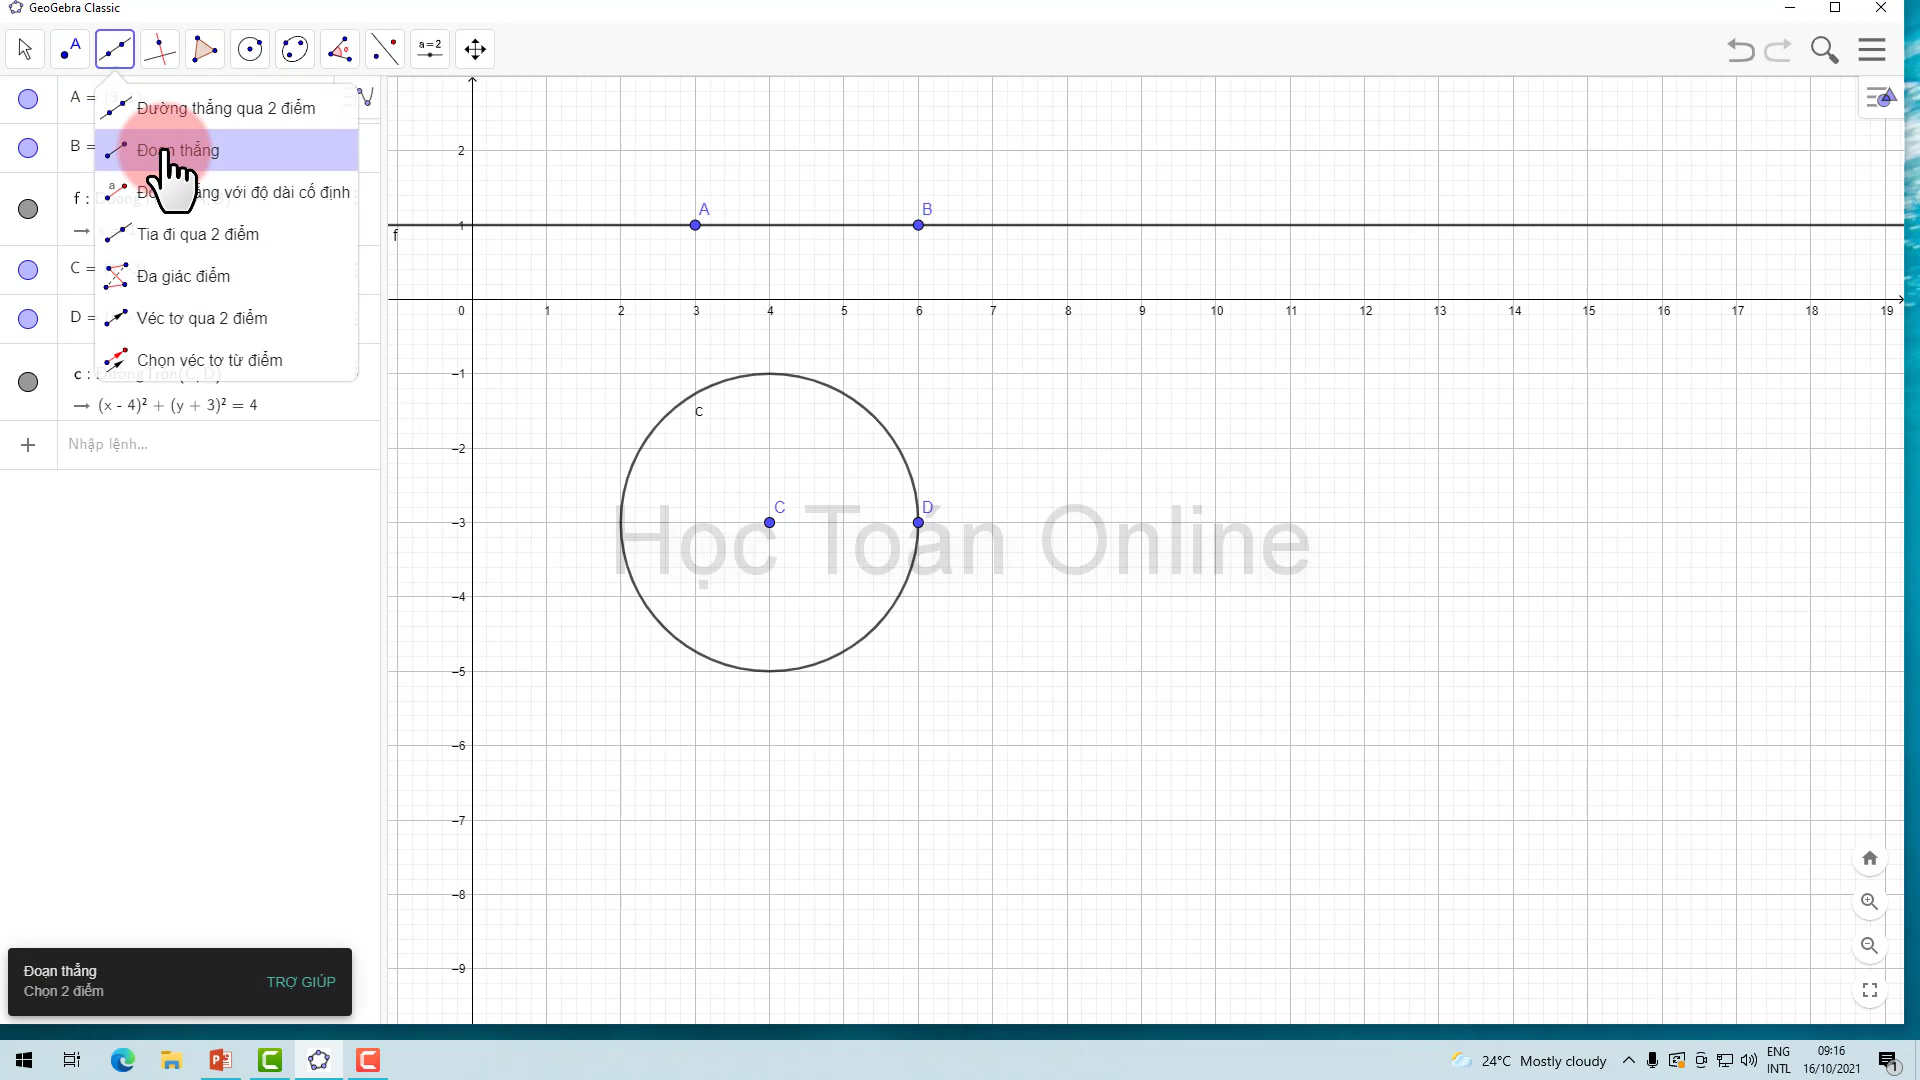 GeoGebra Classic
A
a=2
A =
Đường thẳng qua 2 điểm
B =
Đoạn thẳng
thẳng với độ dài cố định
a
f :
Tia đi qua 2 điểm
C =
Đa giác điểm
D =
Véc tơ qua 2 điểm
Chọn véc tơ từ điểm
c : ĐườngTròn(C, D)
→ (x - 4)² + (y + 3)² = 4
+ Nhập lệnh...
2
1
A
B
f
0 1 2 3 4 5 6 7 8 9 10 11 12 13 14 15 16 17 18 19
–1
–2
–3
–4
–5
–6
–7
–8
–9
c
C
D
Học Toán Online
Đoạn thẳng
Chọn 2 điểm
TRỢ GIÚP
24°C Mostly cloudy
ENG
INTL
09:16
16/10/2021
1